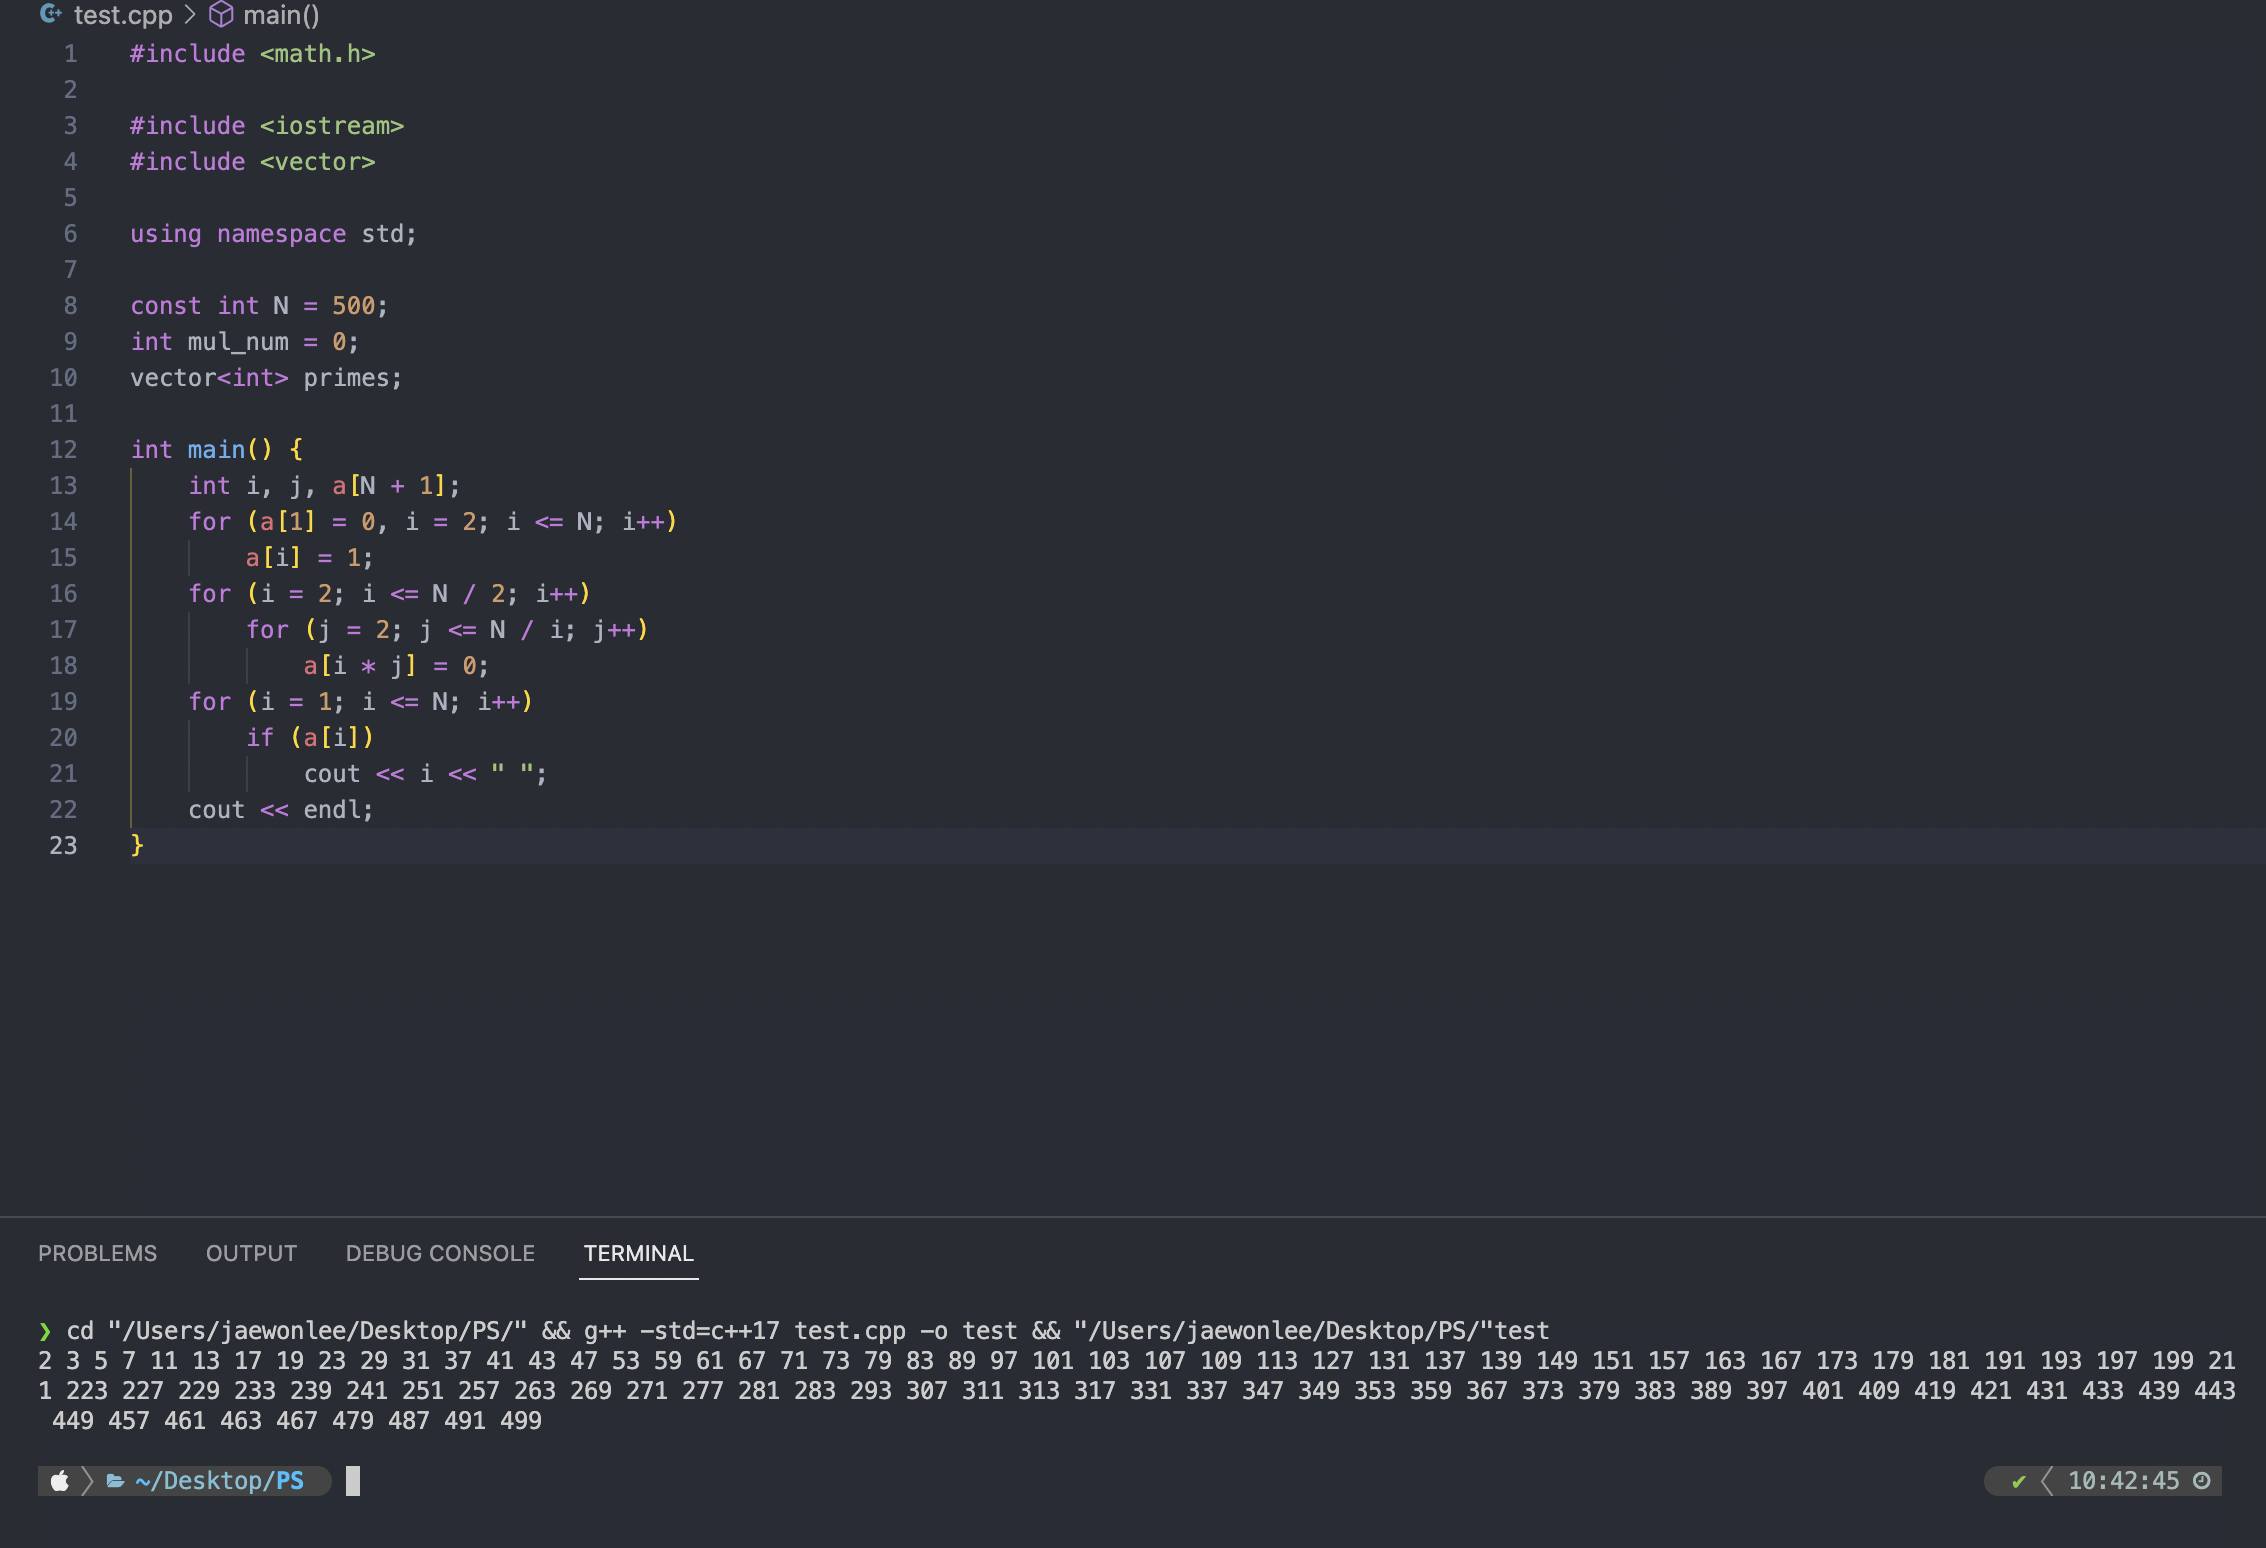 test.cpp > main()
1 #include <math.h>
2
3 #include <iostream>
4 #include <vector>
5
6 using namespace std;
7
8 const int N = 500;
9 int mul_num = 0;
10 vector<int> primes;
11
12 int main() {
13     int i, j, a[N + 1];
14     for (a[1] = 0, i = 2; i <= N; i++)
15         a[i] = 1;
16     for (i = 2; i <= N / 2; i++)
17         for (j = 2; j <= N / i; j++)
18             a[i * j] = 0;
19     for (i = 1; i <= N; i++)
20         if (a[i])
21             cout << i << " ";
22     cout << endl;
23 }
PROBLEMS OUTPUT DEBUG CONSOLE TERMINAL
❯ cd "/Users/jaewonlee/Desktop/PS/" && g++ -std=c++17 test.cpp -o test && "/Users/jaewonlee/Desktop/PS/"test
2 3 5 7 11 13 17 19 23 29 31 37 41 43 47 53 59 61 67 71 73 79 83 89 97 101 103 107 109 113 127 131 137 139 149 151 157 163 167 173 179 181 191 193 197 199 21
1 223 227 229 233 239 241 251 257 263 269 271 277 281 283 293 307 311 313 317 331 337 347 349 353 359 367 373 379 383 389 397 401 409 419 421 431 433 439 443
 449 457 461 463 467 479 487 491 499
~/Desktop/PS ✔ 10:42:45